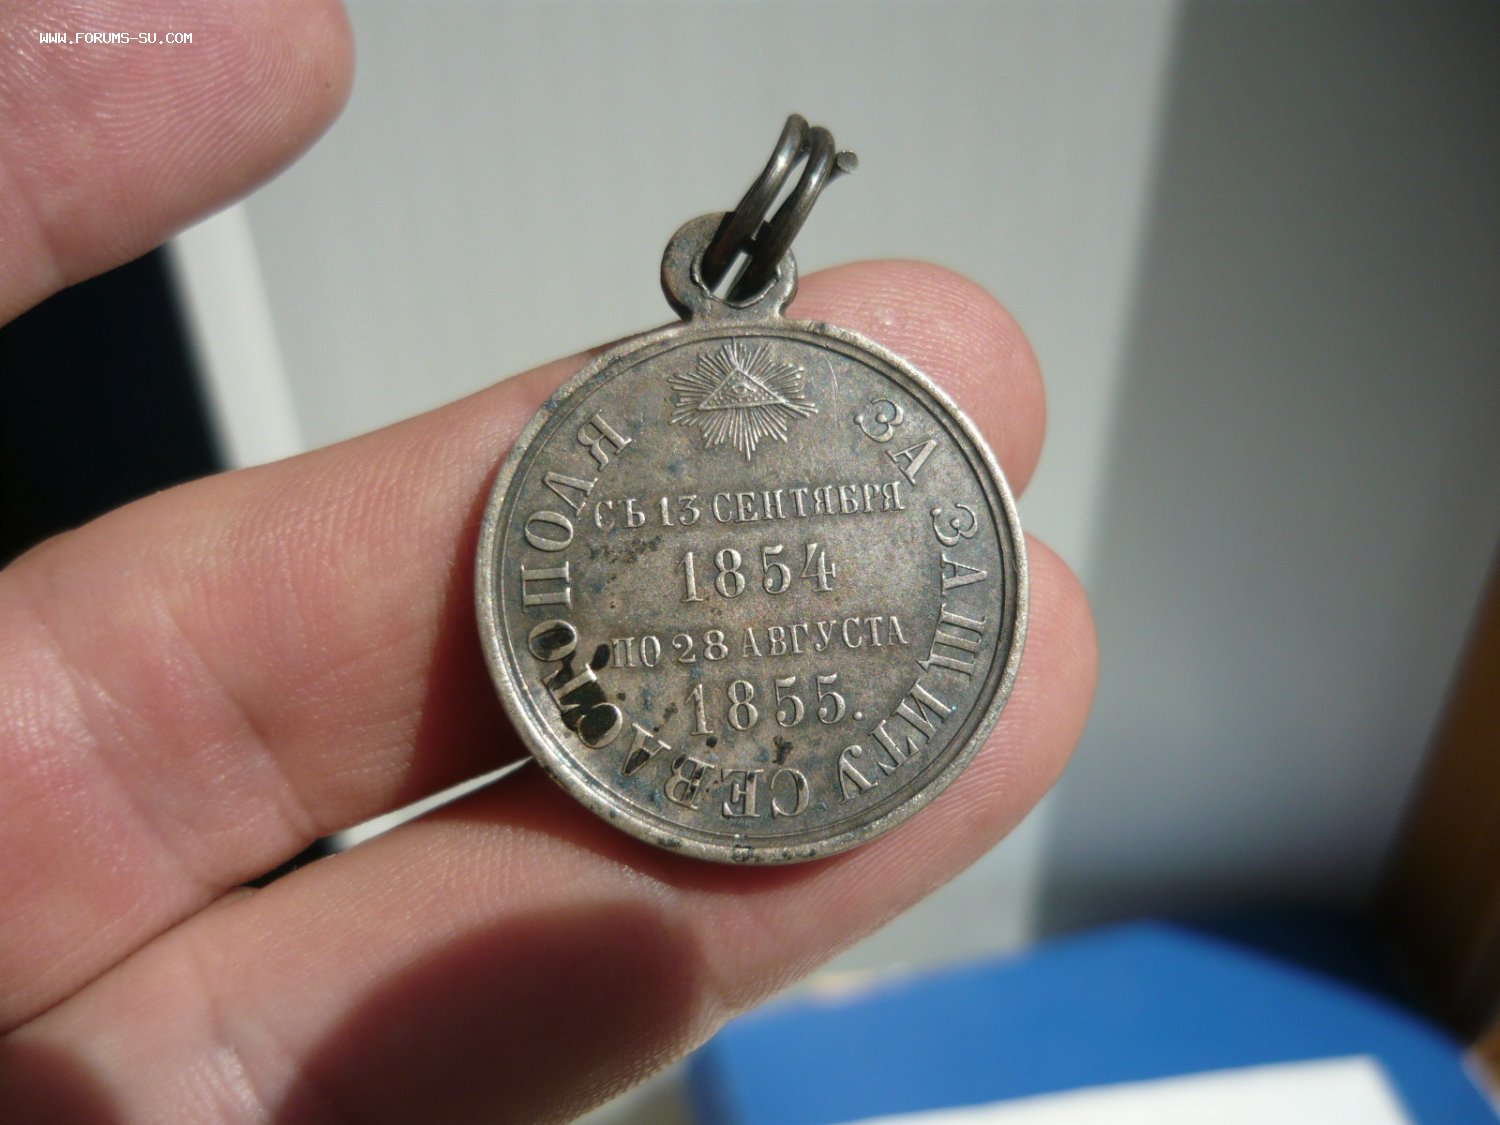 WWW.FORUMS-SU.COM
ЗА ЗАЩИТУ СЕВАСТОПОЛЯ
СЪ 13 СЕНТЯБРЯ
1854
ПО 28 АВГУСТА
1855.